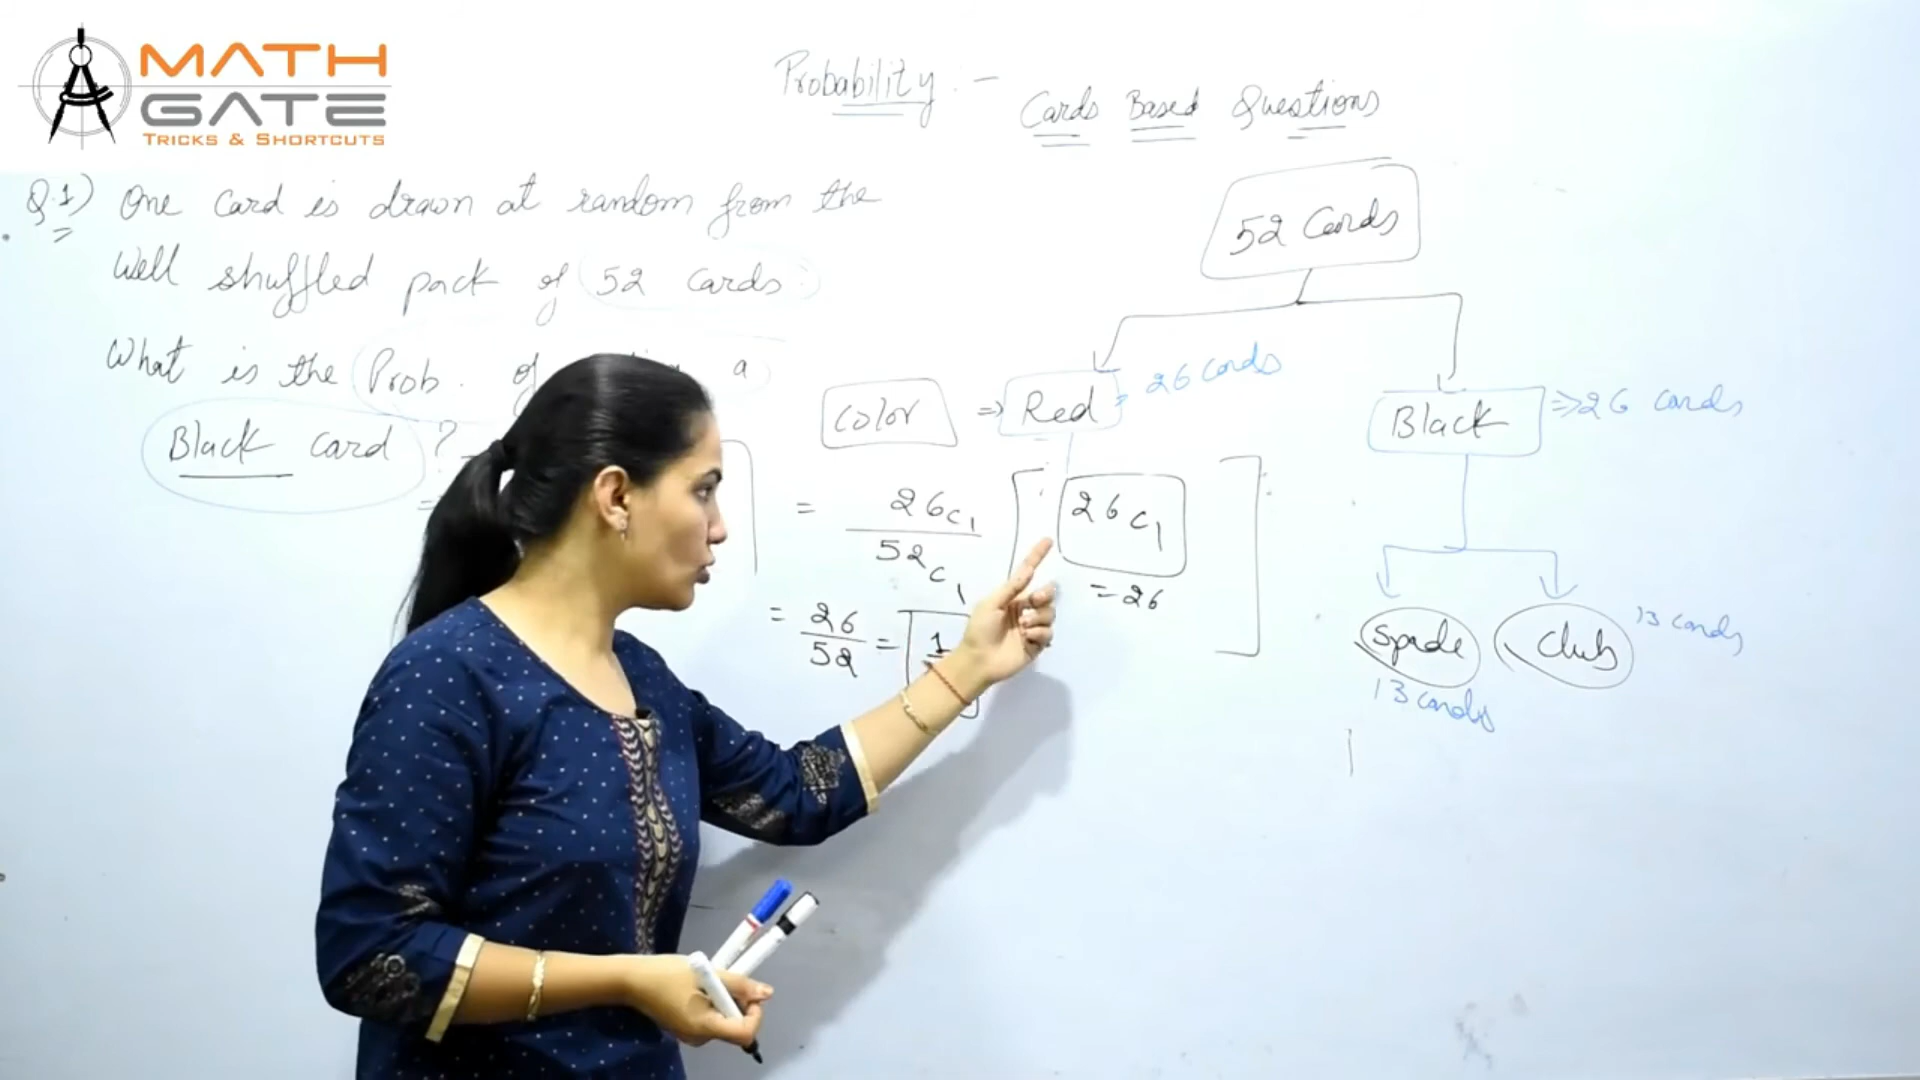 MATH
GATE
TRICKS & SHORTCUTS
Probability :-
Cards Based Questions
Q.1) One card is drawn at random from the
well shuffled pack of 52 cards.
What is the Prob. of a
Black card ?
52 Cards
Color => Red = 26 cards
Black => 26 cards
= 26c1 / 52c1 [ 26c1 = 26 ]
= 26/52 = 1
Spade
13 cards
Club
13 cards